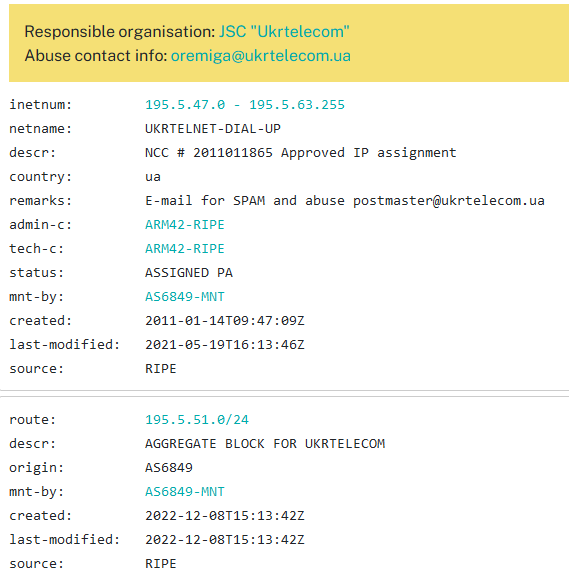 Responsible organisation: JSC "Ukrtelecom"
Abuse contact info: oremiga@ukrtelecom.ua
inetnum: 195.5.47.0 - 195.5.63.255
netname: UKRTELNET-DIAL-UP
descr: NCC # 2011011865 Approved IP assignment
country: ua
remarks: E-mail for SPAM and abuse postmaster@ukrtelecom.ua
admin-c: ARM42-RIPE
tech-c: ARM42-RIPE
status: ASSIGNED PA
mnt-by: AS6849-MNT
created: 2011-01-14T09:47:09Z
last-modified: 2021-05-19T16:13:46Z
source: RIPE
route: 195.5.51.0/24
descr: AGGREGATE BLOCK FOR UKRTELECOM
origin: AS6849
mnt-by: AS6849-MNT
created: 2022-12-08T15:13:42Z
last-modified: 2022-12-08T15:13:42Z
source: RIPE